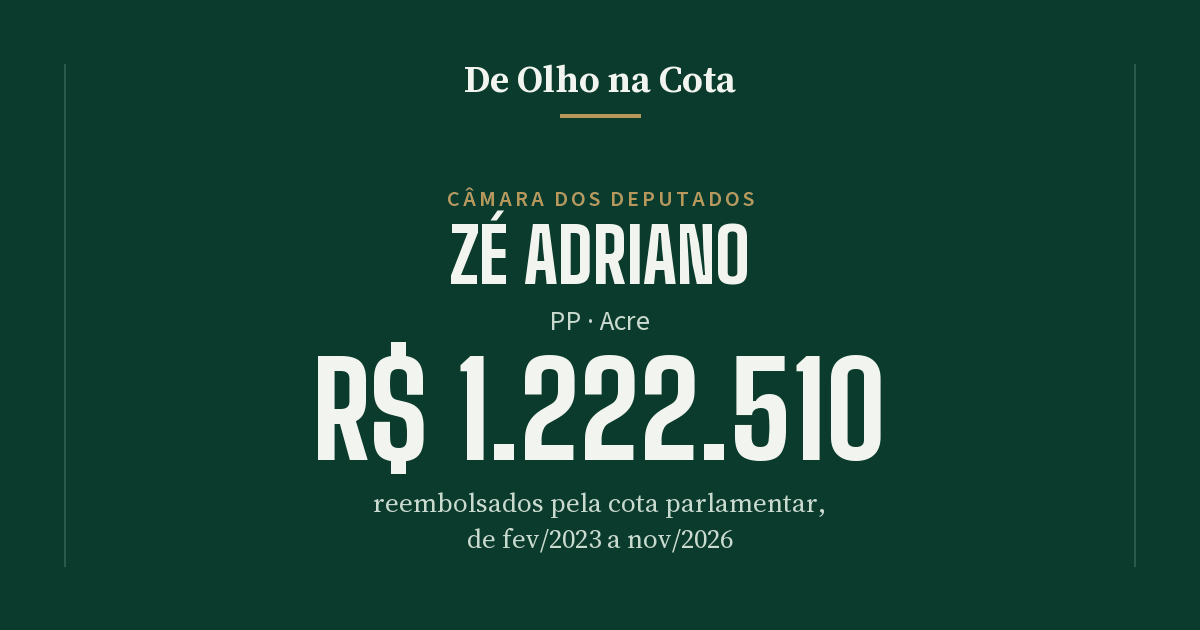 De Olho na Cota
CÂMARA DOS DEPUTADOS
ZÉ ADRIANO
PP · Acre
R$ 1.222.510
reembolsados pela cota parlamentar,
de fev/2023 a nov/2026